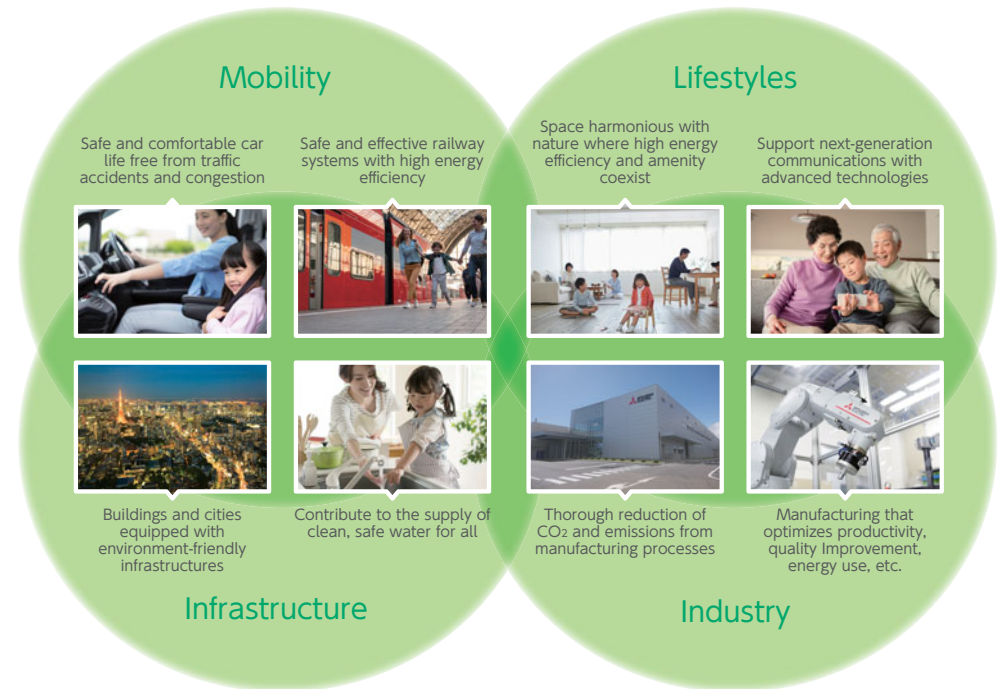 Mobility
Safe and comfortable car
life free from traffic
accidents and congestion
Safe and effective railway
systems with high energy
efficiency
Lifestyles
Space harmonious with
nature where high energy
efficiency and amenity
coexist
Support next-generation
communications with
advanced technologies
Buildings and cities
equipped with
environment-friendly
infrastructures
Contribute to the supply of
clean, safe water for all
Infrastructure
Thorough reduction of
CO2 and emissions from
manufacturing processes
Manufacturing that
optimizes productivity,
quality Improvement,
energy use, etc.
Industry